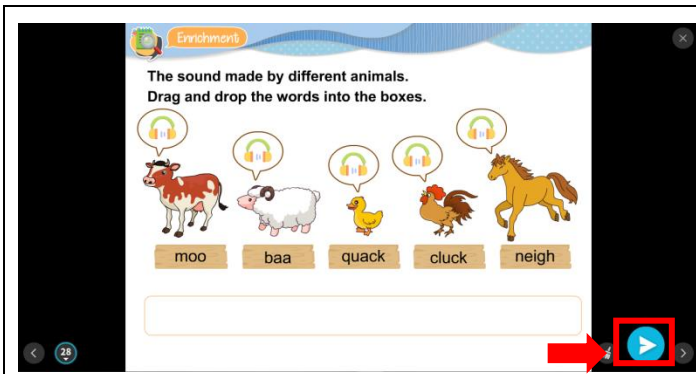 Enrichment
The sound made by different animals.
Drag and drop the words into the boxes.
moo baa quack cluck neigh
28